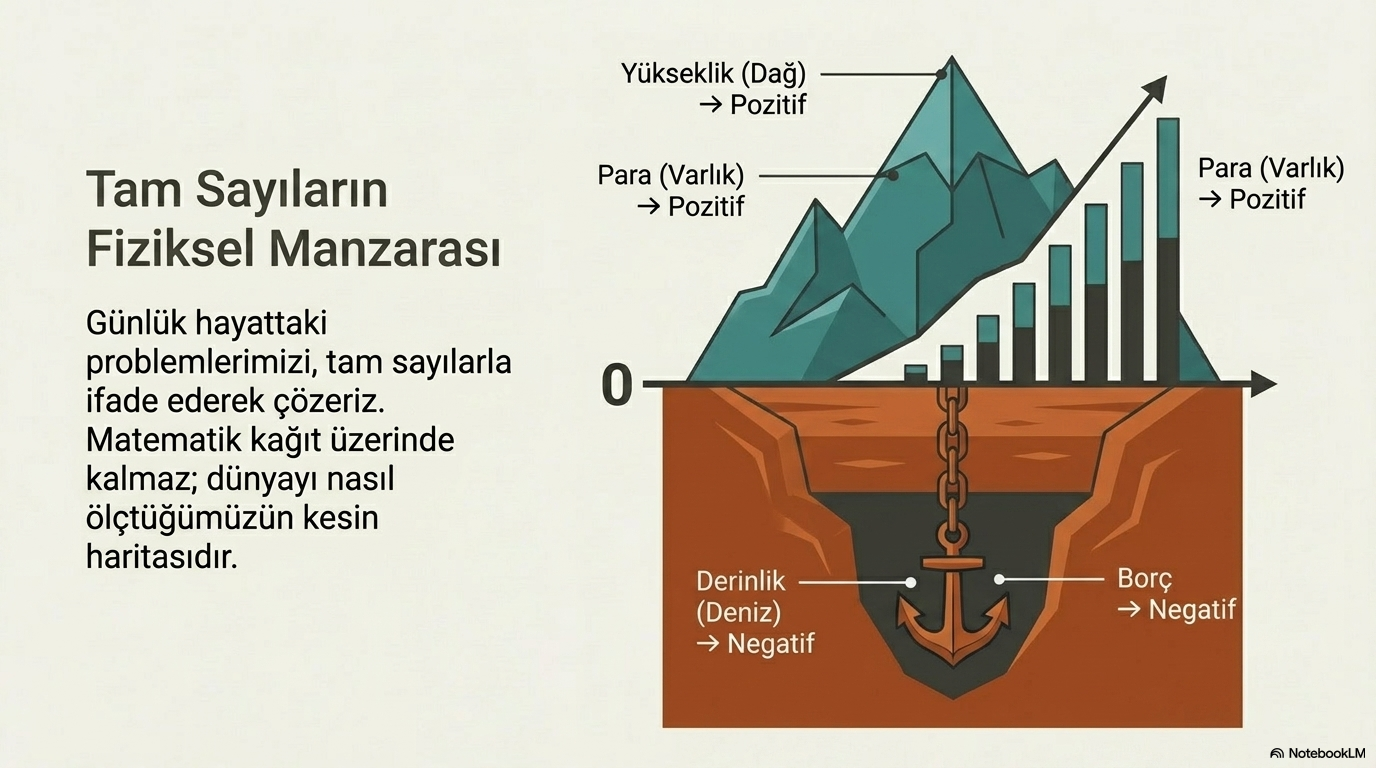 Tam Sayıların
Fiziksel Manzarası
Günlük hayattaki
problemlerimizi, tam sayılarla
ifade ederek çözeriz.
Matematik kağıt üzerinde
kalmaz; dünyayı nasıl
ölçtüğümüzün kesin
haritasıdır.
Yükseklik (Dağ)
→ Pozitif
Para (Varlık)
→ Pozitif
Para (Varlık)
→ Pozitif
0
Derinlik
(Deniz)
→ Negatif
Borç
→ Negatif
NotebookLM